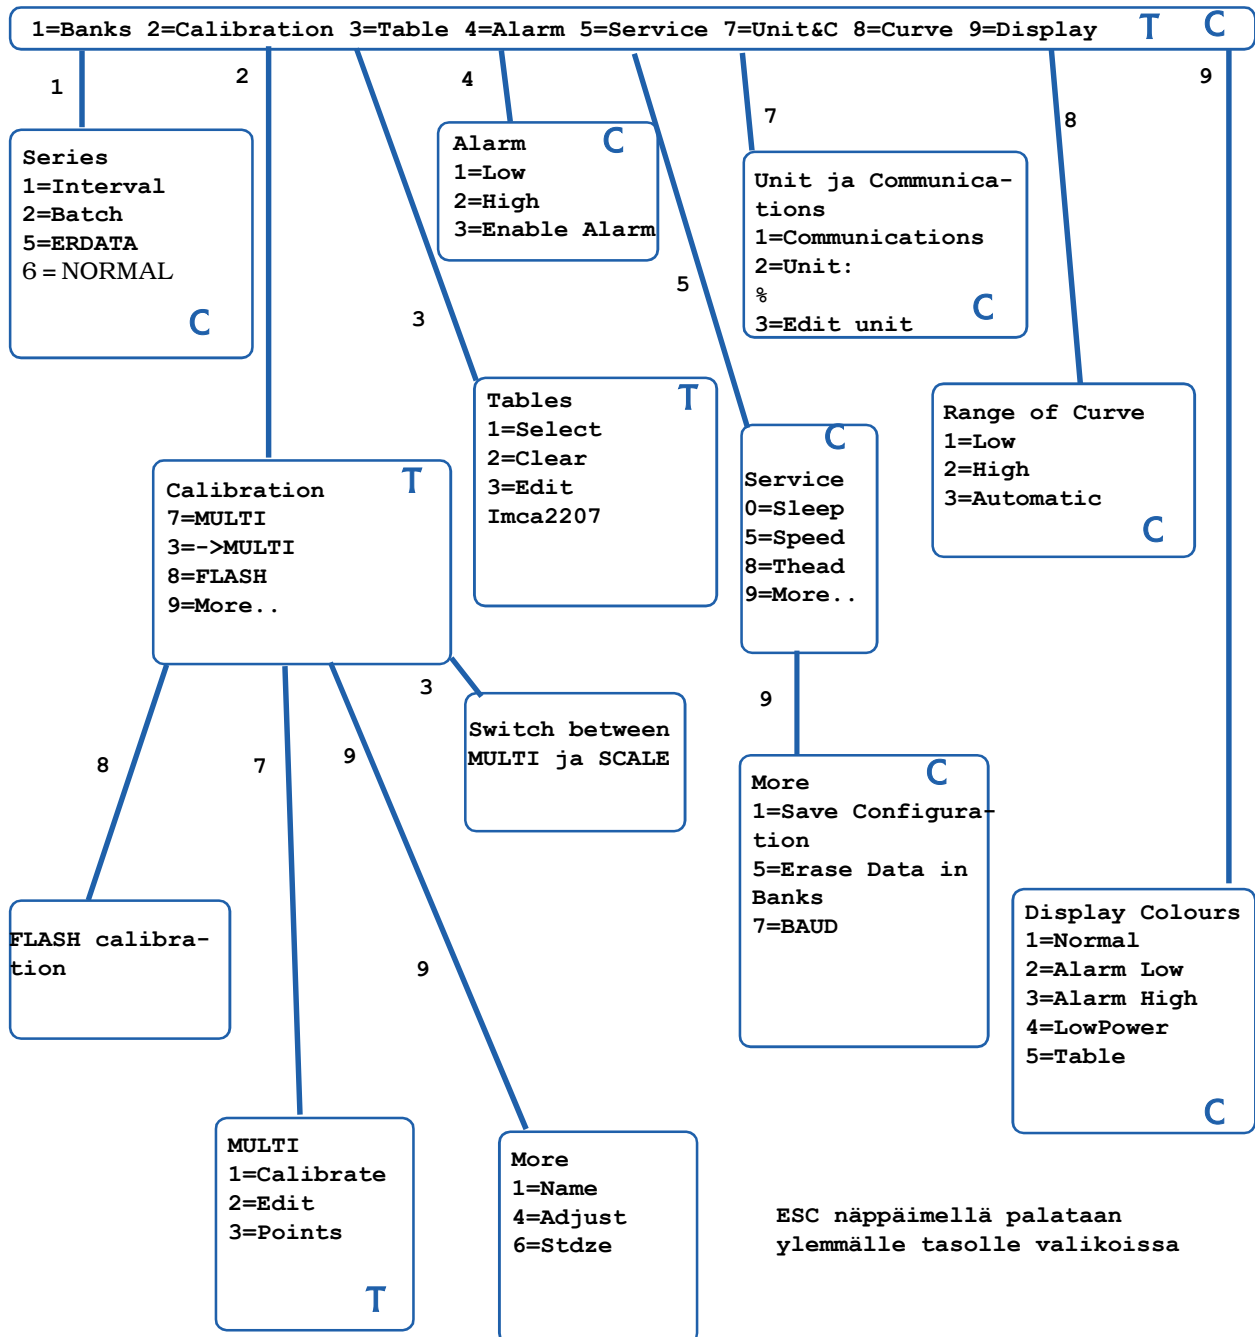 1=Banks 2=Calibration 3=Table 4=Alarm 5=Service 7=Unit&C 8=Curve 9=Display T C
1
2
4
7
8
9
Series
1=Interval
2=Batch
5=ERDATA
6 = NORMAL
C
Alarm C
1=Low
2=High
3=Enable Alarm
Unit ja Communica-
tions
1=Communications
2=Unit:
%
3=Edit unit
C
3
5
Tables T
1=Select
2=Clear
3=Edit
Imca2207
Range of Curve
1=Low
2=High
3=Automatic
C
C
Service
0=Sleep
5=Speed
8=Thead
9=More..
Calibration T
7=MULTI
3=->MULTI
8=FLASH
9=More..
3
9
8
7
9
Switch between
MULTI ja SCALE
More C
1=Save Configura-
tion
5=Erase Data in
Banks
7=BAUD
FLASH calibra-
tion
9
Display Colours
1=Normal
2=Alarm Low
3=Alarm High
4=LowPower
5=Table
C
MULTI
1=Calibrate
2=Edit
3=Points
T
More
1=Name
4=Adjust
6=Stdze
ESC näppäimellä palataan
ylemmälle tasolle valikoissa